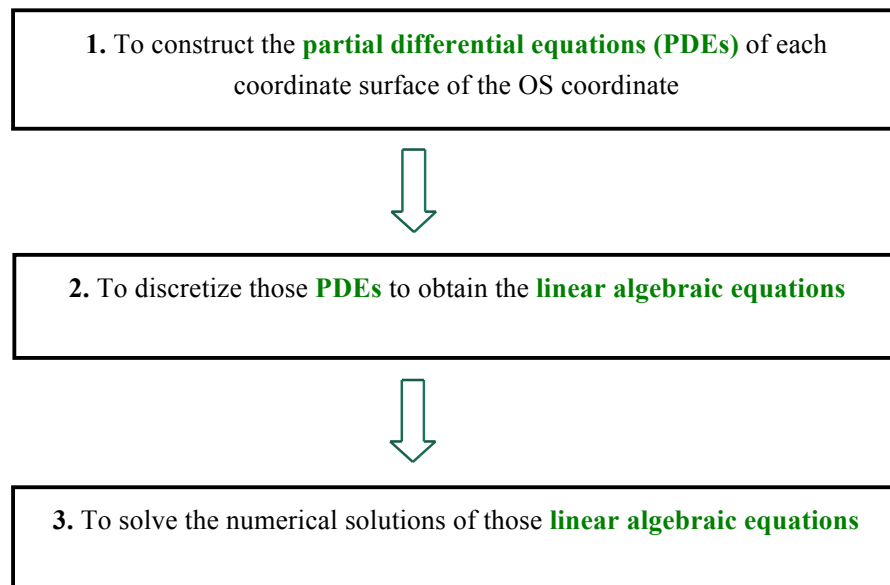 1. To construct the partial differential equations (PDEs) of each
coordinate surface of the OS coordinate
2. To discretize those PDEs to obtain the linear algebraic equations
3. To solve the numerical solutions of those linear algebraic equations